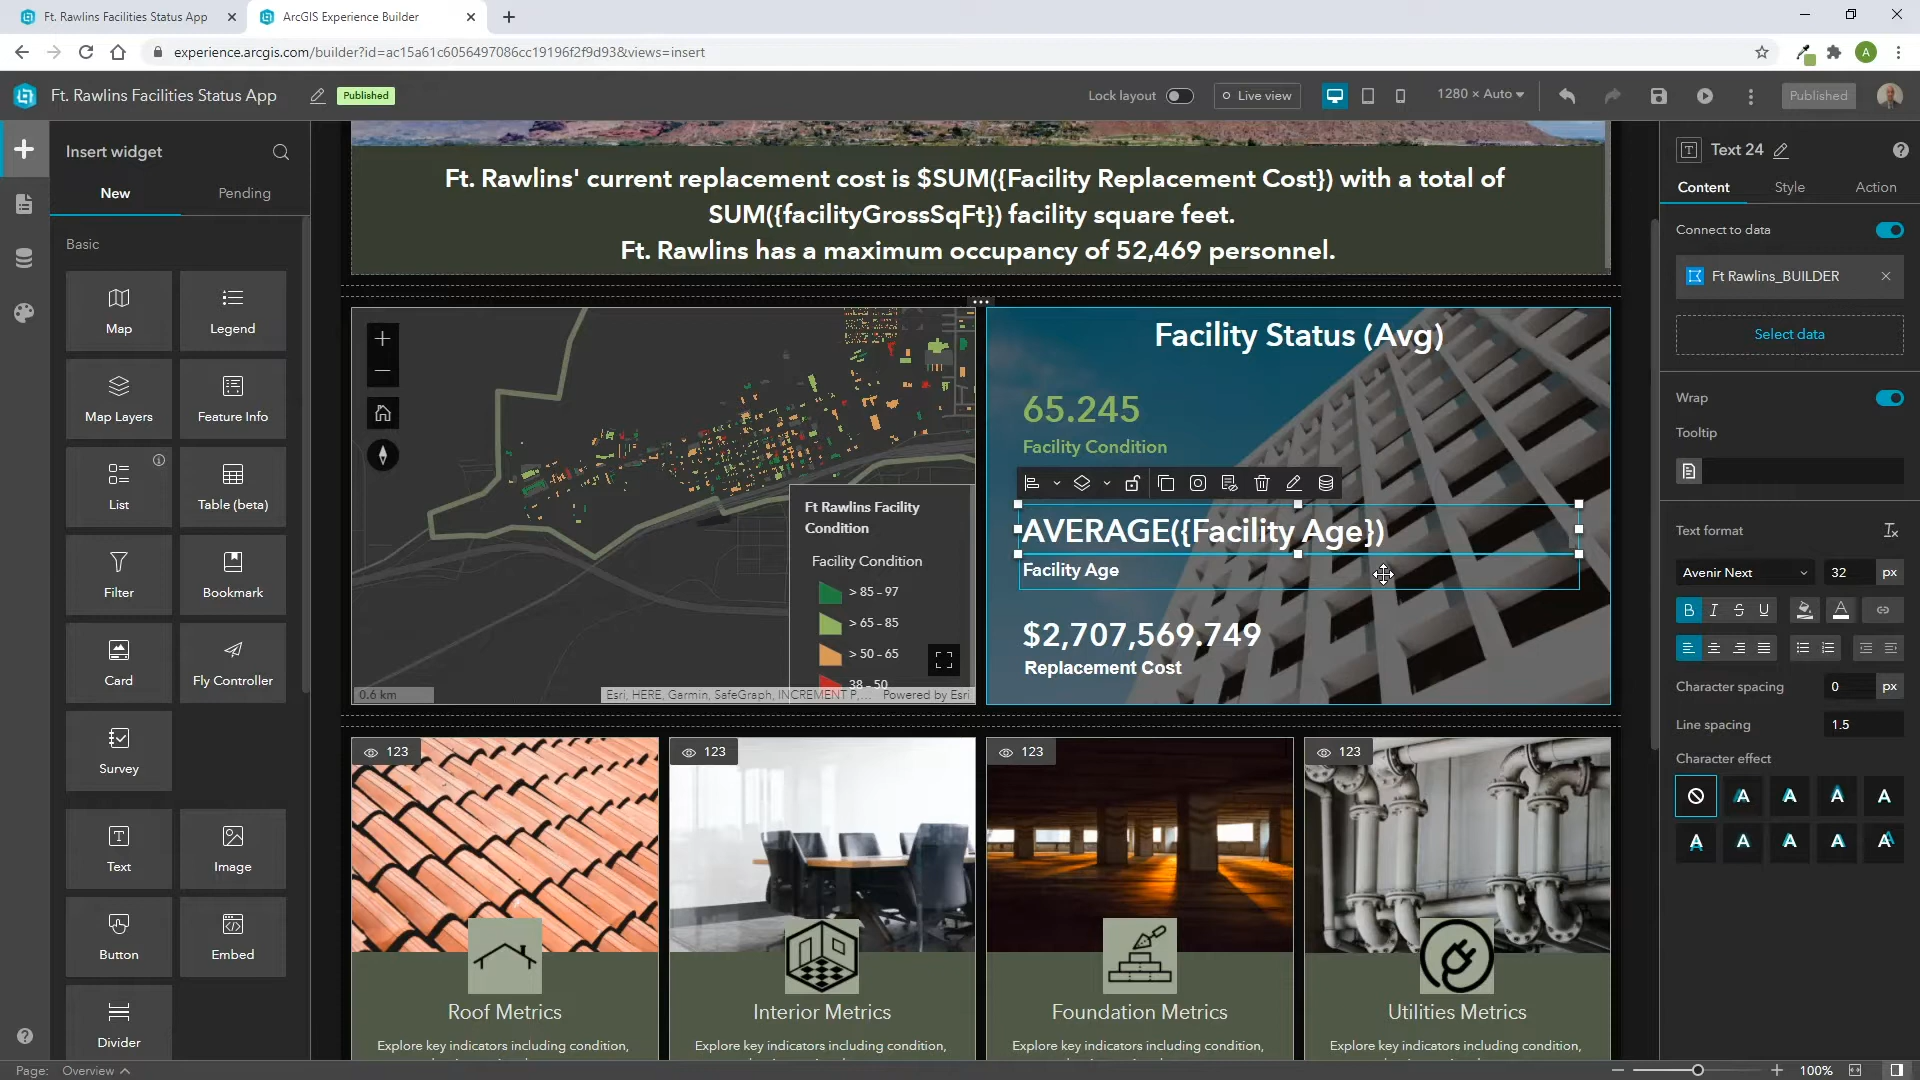 Ft. Rawlins Facilities Status App
ArcGIS Experience Builder
experience.arcgis.com/builder?id=ac15a61c6056497086cc19196f2f9d93&views=insert
A
Ft. Rawlins Facilities Status App
Published
Lock layout
Live view
1280 × Auto
Published
Insert widget
New
Pending
Basic
Map
Legend
Map Layers
Feature Info
List
Table (beta)
Filter
Bookmark
Card
Fly Controller
Survey
Text
Image
Button
Embed
Divider
Ft. Rawlins' current replacement cost is $SUM({Facility Replacement Cost}) with a total of
SUM({facilityGrossSqFt}) facility square feet.
Ft. Rawlins has a maximum occupancy of 52,469 personnel.
Ft Rawlins Facility
Condition
Facility Condition
> 85 - 97
> 65 - 85
> 50 - 65
38 - 50
0.6 km
Esri, HERE, Garmin, SafeGraph, INCREMENT P,...
Powered by Esri
Facility Status (Avg)
65.245
Facility Condition
AVERAGE({Facility Age})
Facility Age
$2,707,569.749
Replacement Cost
123
123
123
123
Roof Metrics
Interior Metrics
Foundation Metrics
Utilities Metrics
Explore key indicators including condition,
Explore key indicators including condition,
Explore key indicators including condition,
Explore key indicators including condition,
Text 24
Content
Style
Action
Connect to data
Ft Rawlins_BUILDER
Select data
Wrap
Tooltip
Text format
Avenir Next
32
px
B I S U A
Character spacing
0
px
Line spacing
1.5
Character effect
A A A A
A A A A A
Page:
Overview
100%